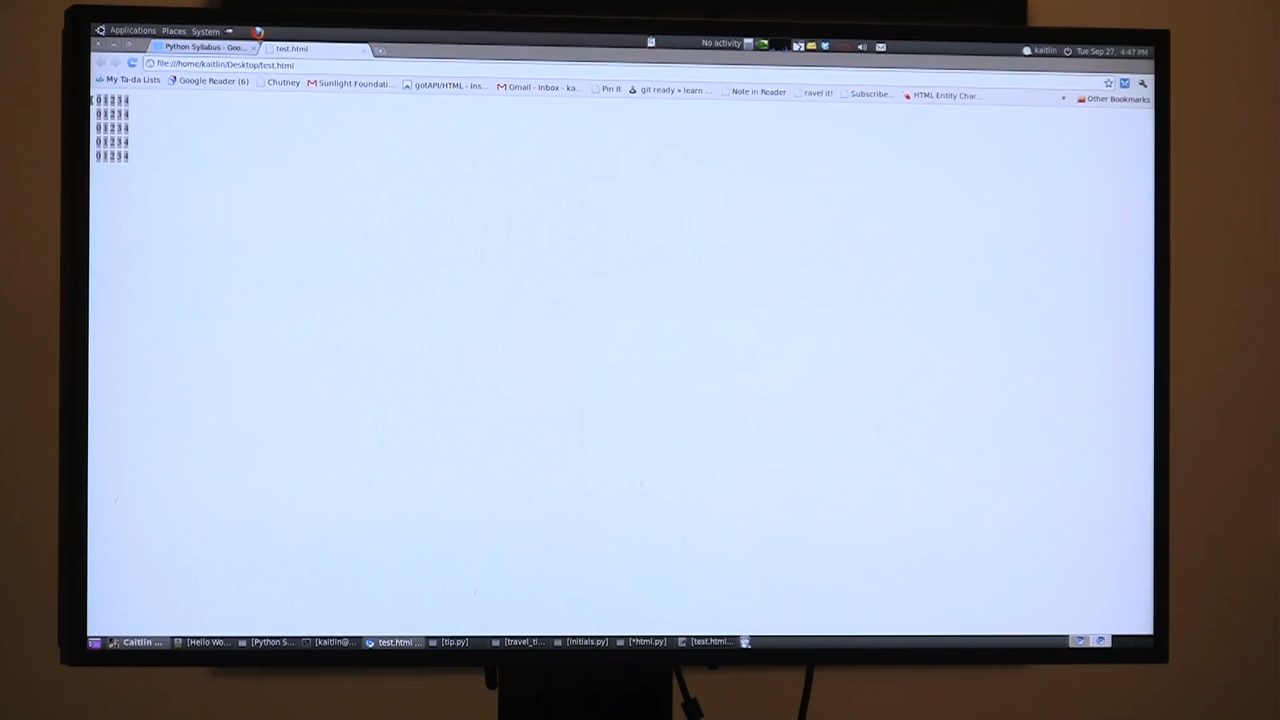 Applications Places System
No activity
kaitlin Tue Sep 27, 4:47 PM
Python Syllabus - Goo...
test.html
file:///home/kaitlin/Desktop/test.html
My Ta-da Lists Google Reader (6) Chutney Sunlight Foundati... gotAPI/HTML - Ins... Gmail - Inbox - ka... Pin It git ready » learn ... Note in Reader ravel it! Subscribe... HTML Entity Char... Other Bookmarks
0 1 2 3 4
0 1 2 3 4
0 1 2 3 4
0 1 2 3 4
0 1 2 3 4
Caitlin ... [Hello Wo... [Python S... [kaitlin@... test.html ... [tip.py] [travel_ti... [initials.py] [*html.py] [test.html...